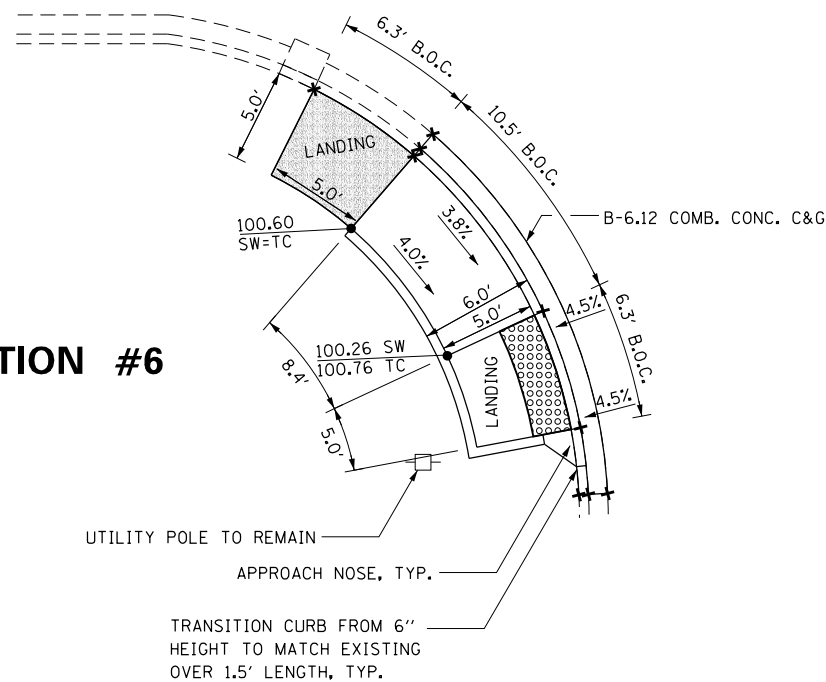 6.3' B.O.C.
5.0'
LANDING
10.5' B.O.C.
5.0'
100.60
SW=TC
3.8%
4.0%
B-6.12 COMB. CONC. C&G
6.0'
5.0'
4.5%
6.3' B.O.C.
TION #6
100.26 SW
100.76 TC
8.4'
LANDING
4.5%
5.0'
UTILITY POLE TO REMAIN
APPROACH NOSE, TYP.
TRANSITION CURB FROM 6''
HEIGHT TO MATCH EXISTING
OVER 1.5' LENGTH, TYP.